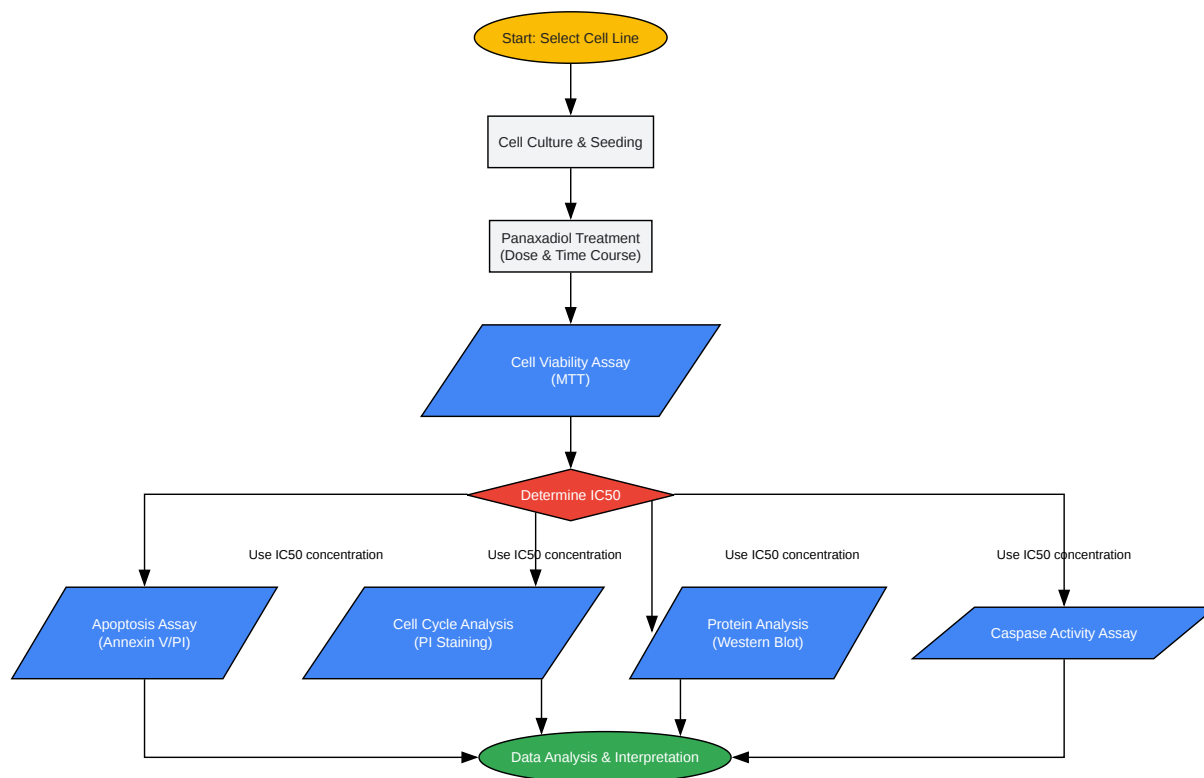 Start: Select Cell Line
Cell Culture & Seeding
Panaxadiol Treatment
(Dose & Time Course)
Cell Viability Assay
(MTT)
Determine IC50
Use IC50 concentration
Use IC50 concentration
Use IC50 concentration
Use IC50 concentration
Apoptosis Assay
(Annexin V/PI)
Cell Cycle Analysis
(PI Staining)
Protein Analysis
(Western Blot)
Caspase Activity Assay
Data Analysis & Interpretation